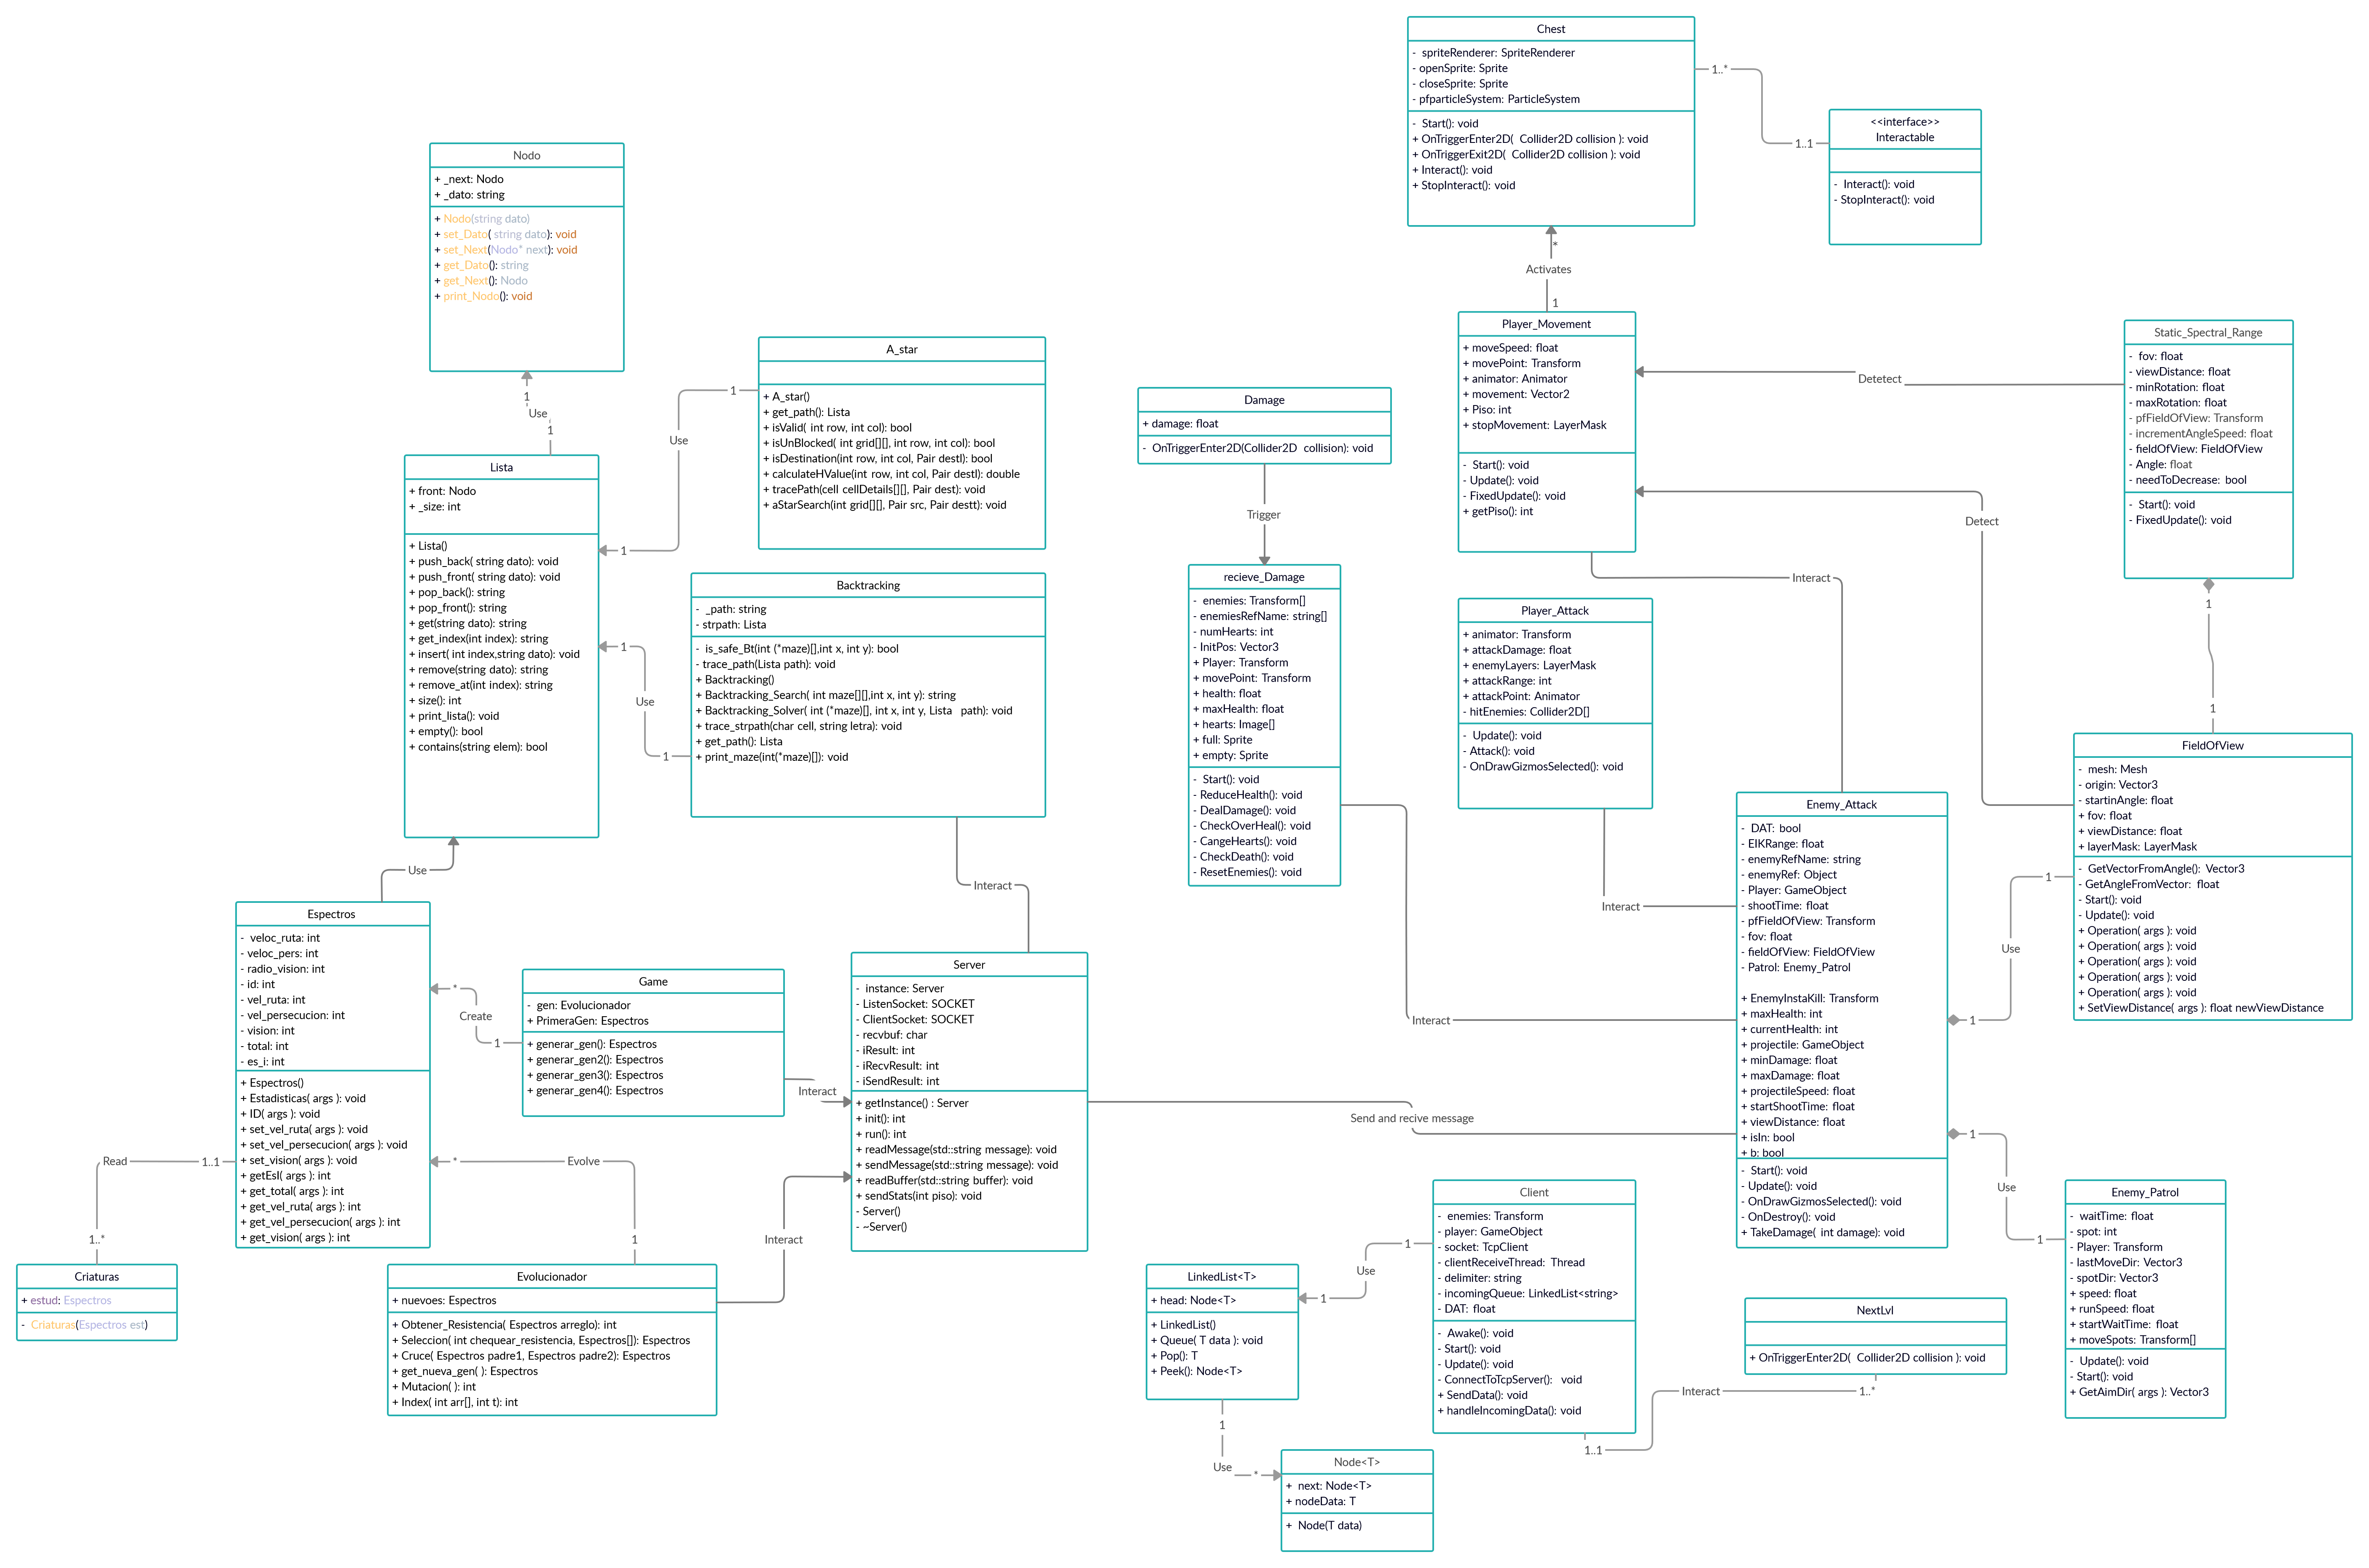 Chest
- spriteRenderer: SpriteRenderer
- openSprite: Sprite
- closeSprite: Sprite
- pfparticleSystem: ParticleSystem
- Start(): void
+ OnTriggerEnter2D( Collider2D collision ): void
+ OnTriggerExit2D( Collider2D collision ): void
+ Interact(): void
+ StopInteract(): void
1..*
1..1
<<interface>>
Interactable
- Interact(): void
- StopInteract(): void
*
Activates
1
Nodo
+ _next: Nodo
+ _dato: string
+ Nodo(string dato)
+ set_Dato( string dato): void
+ set_Next(Nodo* next): void
+ get_Dato(): string
+ get_Next(): Nodo
+ print_Nodo(): void
1
Use
1
Lista
+ front: Nodo
+ _size: int
+ Lista()
+ push_back( string dato): void
+ push_front( string dato): void
+ pop_back(): string
+ pop_front(): string
+ get(string dato): string
+ get_index(int index): string
+ insert( int index,string dato): void
+ remove(string dato): string
+ remove_at(int index): string
+ size(): int
+ print_lista(): void
+ empty(): bool
+ contains(string elem): bool
1
Use
1
A_star
+ A_star()
+ get_path(): Lista
+ isValid( int row, int col): bool
+ isUnBlocked( int grid[][], int row, int col): bool
+ isDestination(int row, int col, Pair destl): bool
+ calculateHValue(int row, int col, Pair destl): double
+ tracePath(cell cellDetails[][], Pair dest): void
+ aStarSearch(int grid[][], Pair src, Pair destt): void
1
Use
1
Backtracking
- _path: string
- strpath: Lista
- is_safe_Bt(int (*maze)[],int x, int y): bool
- trace_path(Lista path): void
+ Backtracking()
+ Backtracking_Search( int maze[][],int x, int y): string
+ Backtracking_Solver( int (*maze)[], int x, int y, Lista path): void
+ trace_strpath(char cell, string letra): void
+ get_path(): Lista
+ print_maze(int(*maze)[]): void
Interact
Damage
+ damage: float
- OnTriggerEnter2D(Collider2D collision): void
Trigger
recieve_Damage
- enemies: Transform[]
- enemiesRefName: string[]
- numHearts: int
- InitPos: Vector3
+ Player: Transform
+ movePoint: Transform
+ health: float
+ maxHealth: float
+ hearts: Image[]
+ full: Sprite
+ empty: Sprite
- Start(): void
- ReduceHealth(): void
- DealDamage(): void
- CheckOverHeal(): void
- CangeHearts(): void
- CheckDeath(): void
- ResetEnemies(): void
Interact
Player_Movement
+ moveSpeed: float
+ movePoint: Transform
+ animator: Animator
+ movement: Vector2
+ Piso: int
+ stopMovement: LayerMask
- Start(): void
- Update(): void
- FixedUpdate(): void
+ getPiso(): int
Detetect
Detect
Interact
Static_Spectral_Range
- fov: float
- viewDistance: float
- minRotation: float
- maxRotation: float
- pfFieldOfView: Transform
- incrementAngleSpeed: float
- fieldOfView: FieldOfView
- Angle: float
- needToDecrease: bool
- Start(): void
- FixedUpdate(): void
1
1
Player_Attack
+ animator: Transform
+ attackDamage: float
+ enemyLayers: LayerMask
+ attackRange: int
+ attackPoint: Animator
- hitEnemies: Collider2D[]
- Update(): void
- Attack(): void
- OnDrawGizmosSelected(): void
Interact
FieldOfView
- mesh: Mesh
- origin: Vector3
- startinAngle: float
+ fov: float
+ viewDistance: float
+ layerMask: LayerMask
- GetVectorFromAngle(): Vector3
- GetAngleFromVector: float
- Start(): void
- Update(): void
+ Operation( args ): void
+ Operation( args ): void
+ Operation( args ): void
+ Operation( args ): void
+ Operation( args ): void
+ SetViewDistance( args ): float newViewDistance
1
Use
1
Enemy_Attack
- DAT: bool
- EIKRange: float
- enemyRefName: string
- enemyRef: Object
- Player: GameObject
- shootTime: float
- pfFieldOfView: Transform
- fov: float
- fieldOfView: FieldOfView
- Patrol: Enemy_Patrol
+ EnemyInstaKill: Transform
+ maxHealth: int
+ currentHealth: int
+ projectile: GameObject
+ minDamage: float
+ maxDamage: float
+ projectileSpeed: float
+ startShootTime: float
+ viewDistance: float
+ isIn: bool
+ b: bool
- Start(): void
- Update(): void
- OnDrawGizmosSelected(): void
- OnDestroy(): void
+ TakeDamage( int damage): void
1
Use
1
Enemy_Patrol
- waitTime: float
- spot: int
- Player: Transform
- lastMoveDir: Vector3
- spotDir: Vector3
+ speed: float
+ runSpeed: float
+ startWaitTime: float
+ moveSpots: Transform[]
- Update(): void
- Start(): void
+ GetAimDir( args ): Vector3
Use
Espectros
- veloc_ruta: int
- veloc_pers: int
- radio_vision: int
- id: int
- vel_ruta: int
- vel_persecucion: int
- vision: int
- total: int
- es_i: int
+ Espectros()
+ Estadisticas( args ): void
+ ID( args ): void
+ set_vel_ruta( args ): void
+ set_vel_persecucion( args ): void
+ set_vision( args ): void
+ getEsI( args ): int
+ get_total( args ): int
+ get_vel_ruta( args ): int
+ get_vel_persecucion( args ): int
+ get_vision( args ): int
*
Create
1
Game
- gen: Evolucionador
+ PrimeraGen: Espectros
+ generar_gen(): Espectros
+ generar_gen2(): Espectros
+ generar_gen3(): Espectros
+ generar_gen4(): Espectros
Interact
Server
- instance: Server
- ListenSocket: SOCKET
- ClientSocket: SOCKET
- recvbuf: char
- iResult: int
- iRecvResult: int
- iSendResult: int
+ getInstance() : Server
+ init(): int
+ run(): int
+ readMessage(std::string message): void
+ sendMessage(std::string message): void
+ readBuffer(std::string buffer): void
+ sendStats(int piso): void
- Server()
- ~Server()
Send and recive message
Read
1..1
1..*
Criaturas
+ estud: Espectros
- Criaturas(Espectros est)
*
Evolve
1
Interact
Evolucionador
+ nuevoes: Espectros
+ Obtener_Resistencia( Espectros arreglo): int
+ Seleccion( int chequear_resistencia, Espectros[]): Espectros
+ Cruce( Espectros padre1, Espectros padre2): Espectros
+ get_nueva_gen( ): Espectros
+ Mutacion( ): int
+ Index( int arr[], int t): int
LinkedList<T>
+ head: Node<T>
+ LinkedList()
+ Queue( T data ): void
+ Pop(): T
+ Peek(): Node<T>
1
Use
1
Client
- enemies: Transform
- player: GameObject
- socket: TcpClient
- clientReceiveThread: Thread
- delimiter: string
- incomingQueue: LinkedList<string>
- DAT: float
- Awake(): void
- Start(): void
- Update(): void
- ConnectToTcpServer(): void
+ SendData(): void
+ handleIncomingData(): void
NextLvl
+ OnTriggerEnter2D( Collider2D collision ): void
Interact
1..*
1..1
1
Use
*
Node<T>
+ next: Node<T>
+ nodeData: T
+ Node(T data)